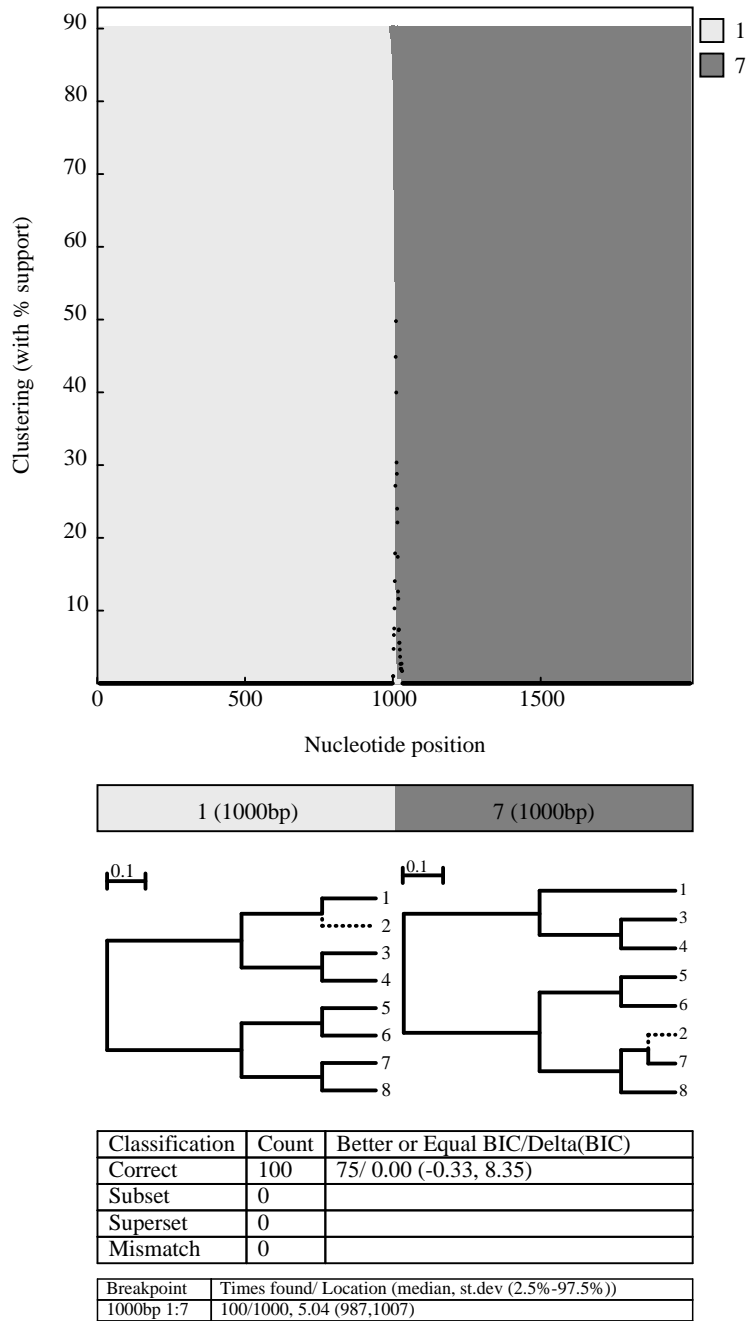 90
80
70
60
50
40
30
20
10
Clustering (with % support)
1
7
0 500 1000 1500
Nucleotide position
1 (1000bp) 7 (1000bp)
0.1
1
2
3
4
5
6
7
8
0.1
1
3
4
5
6
2
7
8
Classification Count Better or Equal BIC/Delta(BIC)
Correct 100 75/ 0.00 (-0.33, 8.35)
Subset 0
Superset 0
Mismatch 0
Breakpoint Times found/ Location (median, st.dev (2.5%-97.5%))
1000bp 1:7 100/1000, 5.04 (987,1007)